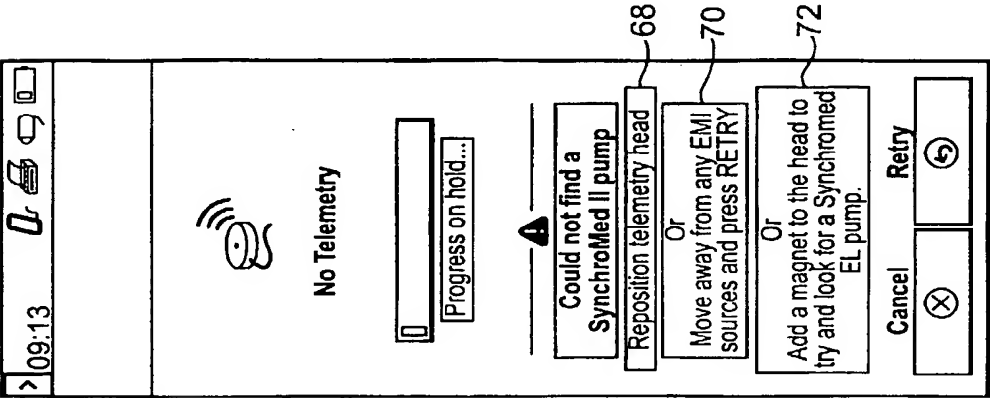 > 09:13
No Telemetry
Progress on hold...
Could not find a
SynchroMed II pump
Reposition telemetry head
68
Or
Move away from any EMI
sources and press RETRY
70
Or
Add a magnet to the head to
try and look for a Synchromed
EL pump.
72
Cancel
Retry